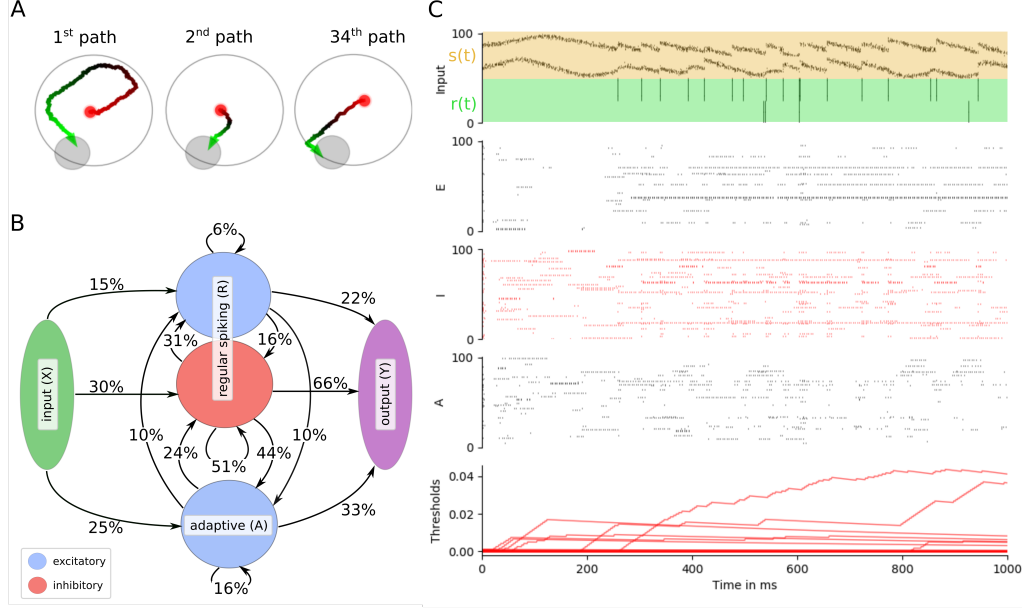 A
1st path
2nd path
34th path
B
6%
15%
22%
regular spiking (R)
31%
16%
input (X)
30%
66%
output (Y)
10%
24%
51%
44%
10%
25%
adaptive (A)
33%
16%
excitatory
inhibitory
C
100
s(t)
Input
r(t)
0
100
E
0
100
I
0
100
A
0
0.04
Thresholds
0.02
0.00
0
200
400
600
800
1000
Time in ms